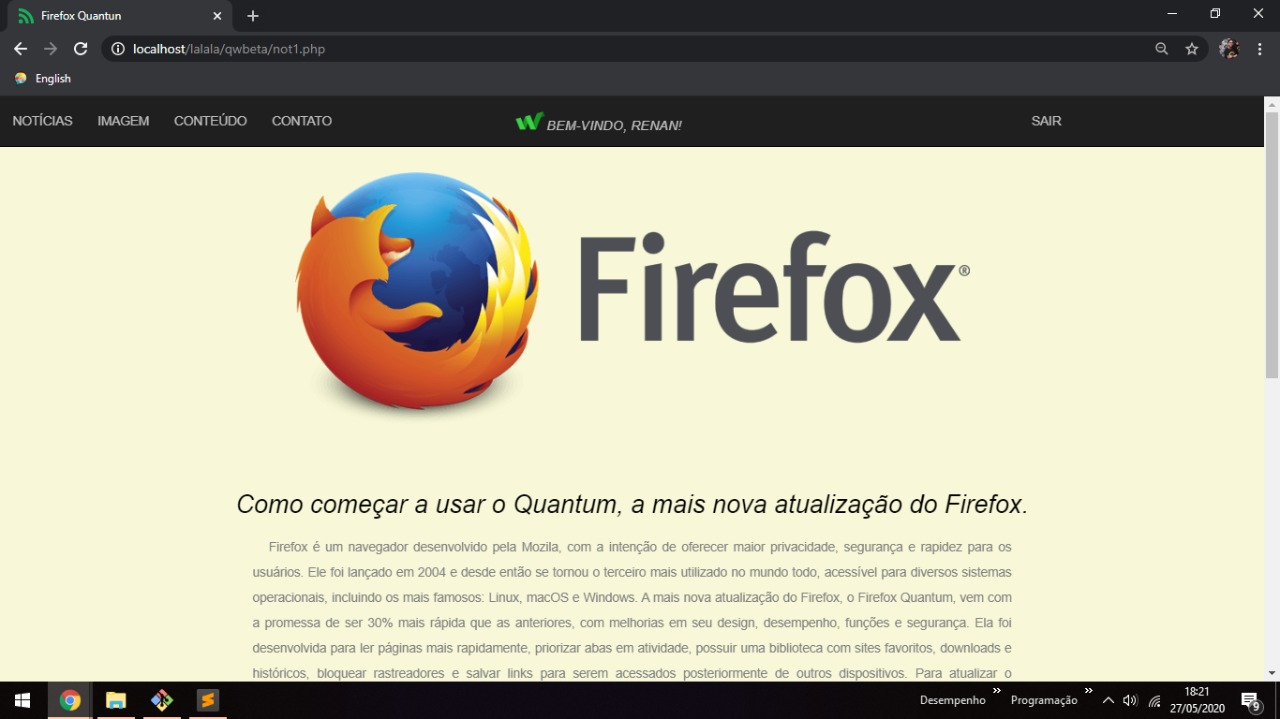 Firefox Quantun
localhost/lalala/qwbeta/not1.php
English
NOTÍCIAS IMAGEM CONTEÚDO CONTATO BEM-VINDO, RENAN! SAIR
Firefox®
Como começar a usar o Quantum, a mais nova atualização do Firefox.
Firefox é um navegador desenvolvido pela Mozila, com a intenção de oferecer maior privacidade, segurança e rapidez para os
usuários. Ele foi lançado em 2004 e desde então se tornou o terceiro mais utilizado no mundo todo, acessível para diversos sistemas
operacionais, incluindo os mais famosos: Linux, macOS e Windows. A mais nova atualização do Firefox, o Firefox Quantum, vem com
a promessa de ser 30% mais rápida que as anteriores, com melhorias em seu design, desempenho, funções e segurança. Ela foi
desenvolvida para ler páginas mais rapidamente, priorizar abas em atividade, possuir uma biblioteca com sites favoritos, downloads e
históricos, bloquear rastreadores e salvar links para serem acessados posteriormente de outros dispositivos. Para atualizar o
Desempenho » Programação » 18:21
27/05/2020
9